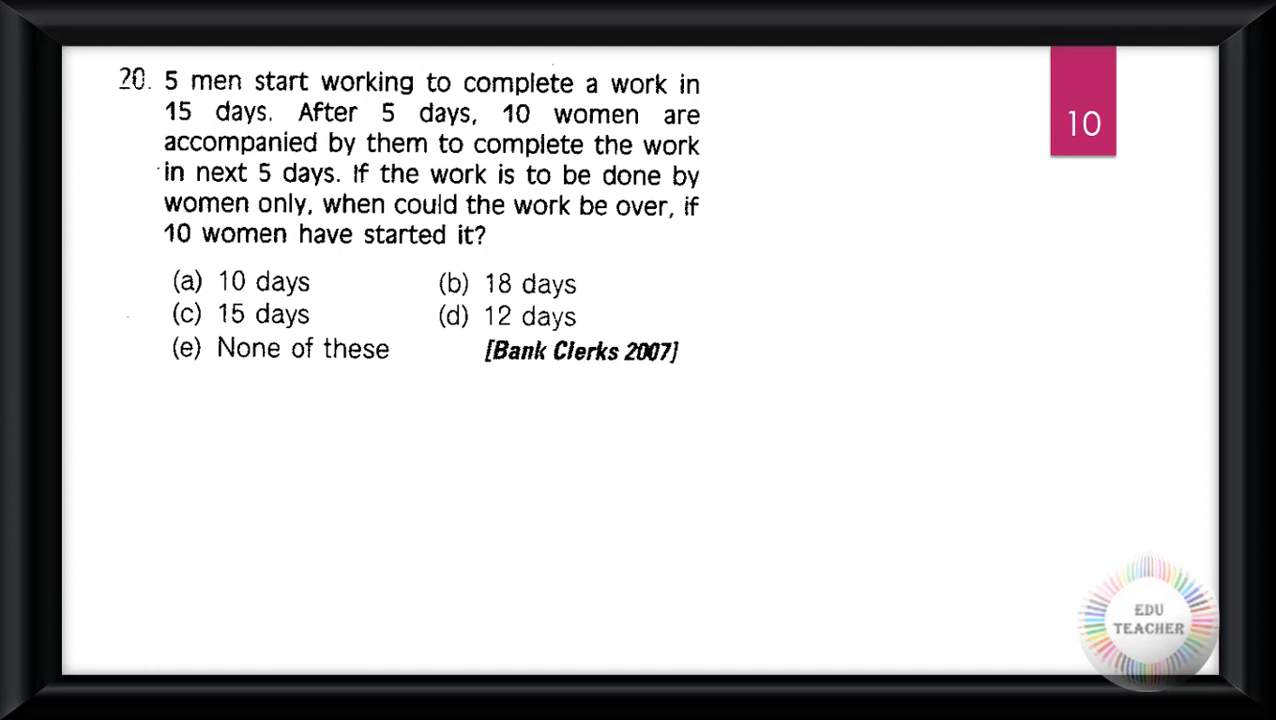 20. 5 men start working to complete a work in
15 days. After 5 days, 10 women are
accompanied by them to complete the work
in next 5 days. If the work is to be done by
women only, when could the work be over, if
10 women have started it?
(a) 10 days (b) 18 days
(c) 15 days (d) 12 days
(e) None of these [Bank Clerks 2007]
10
EDU
TEACHER